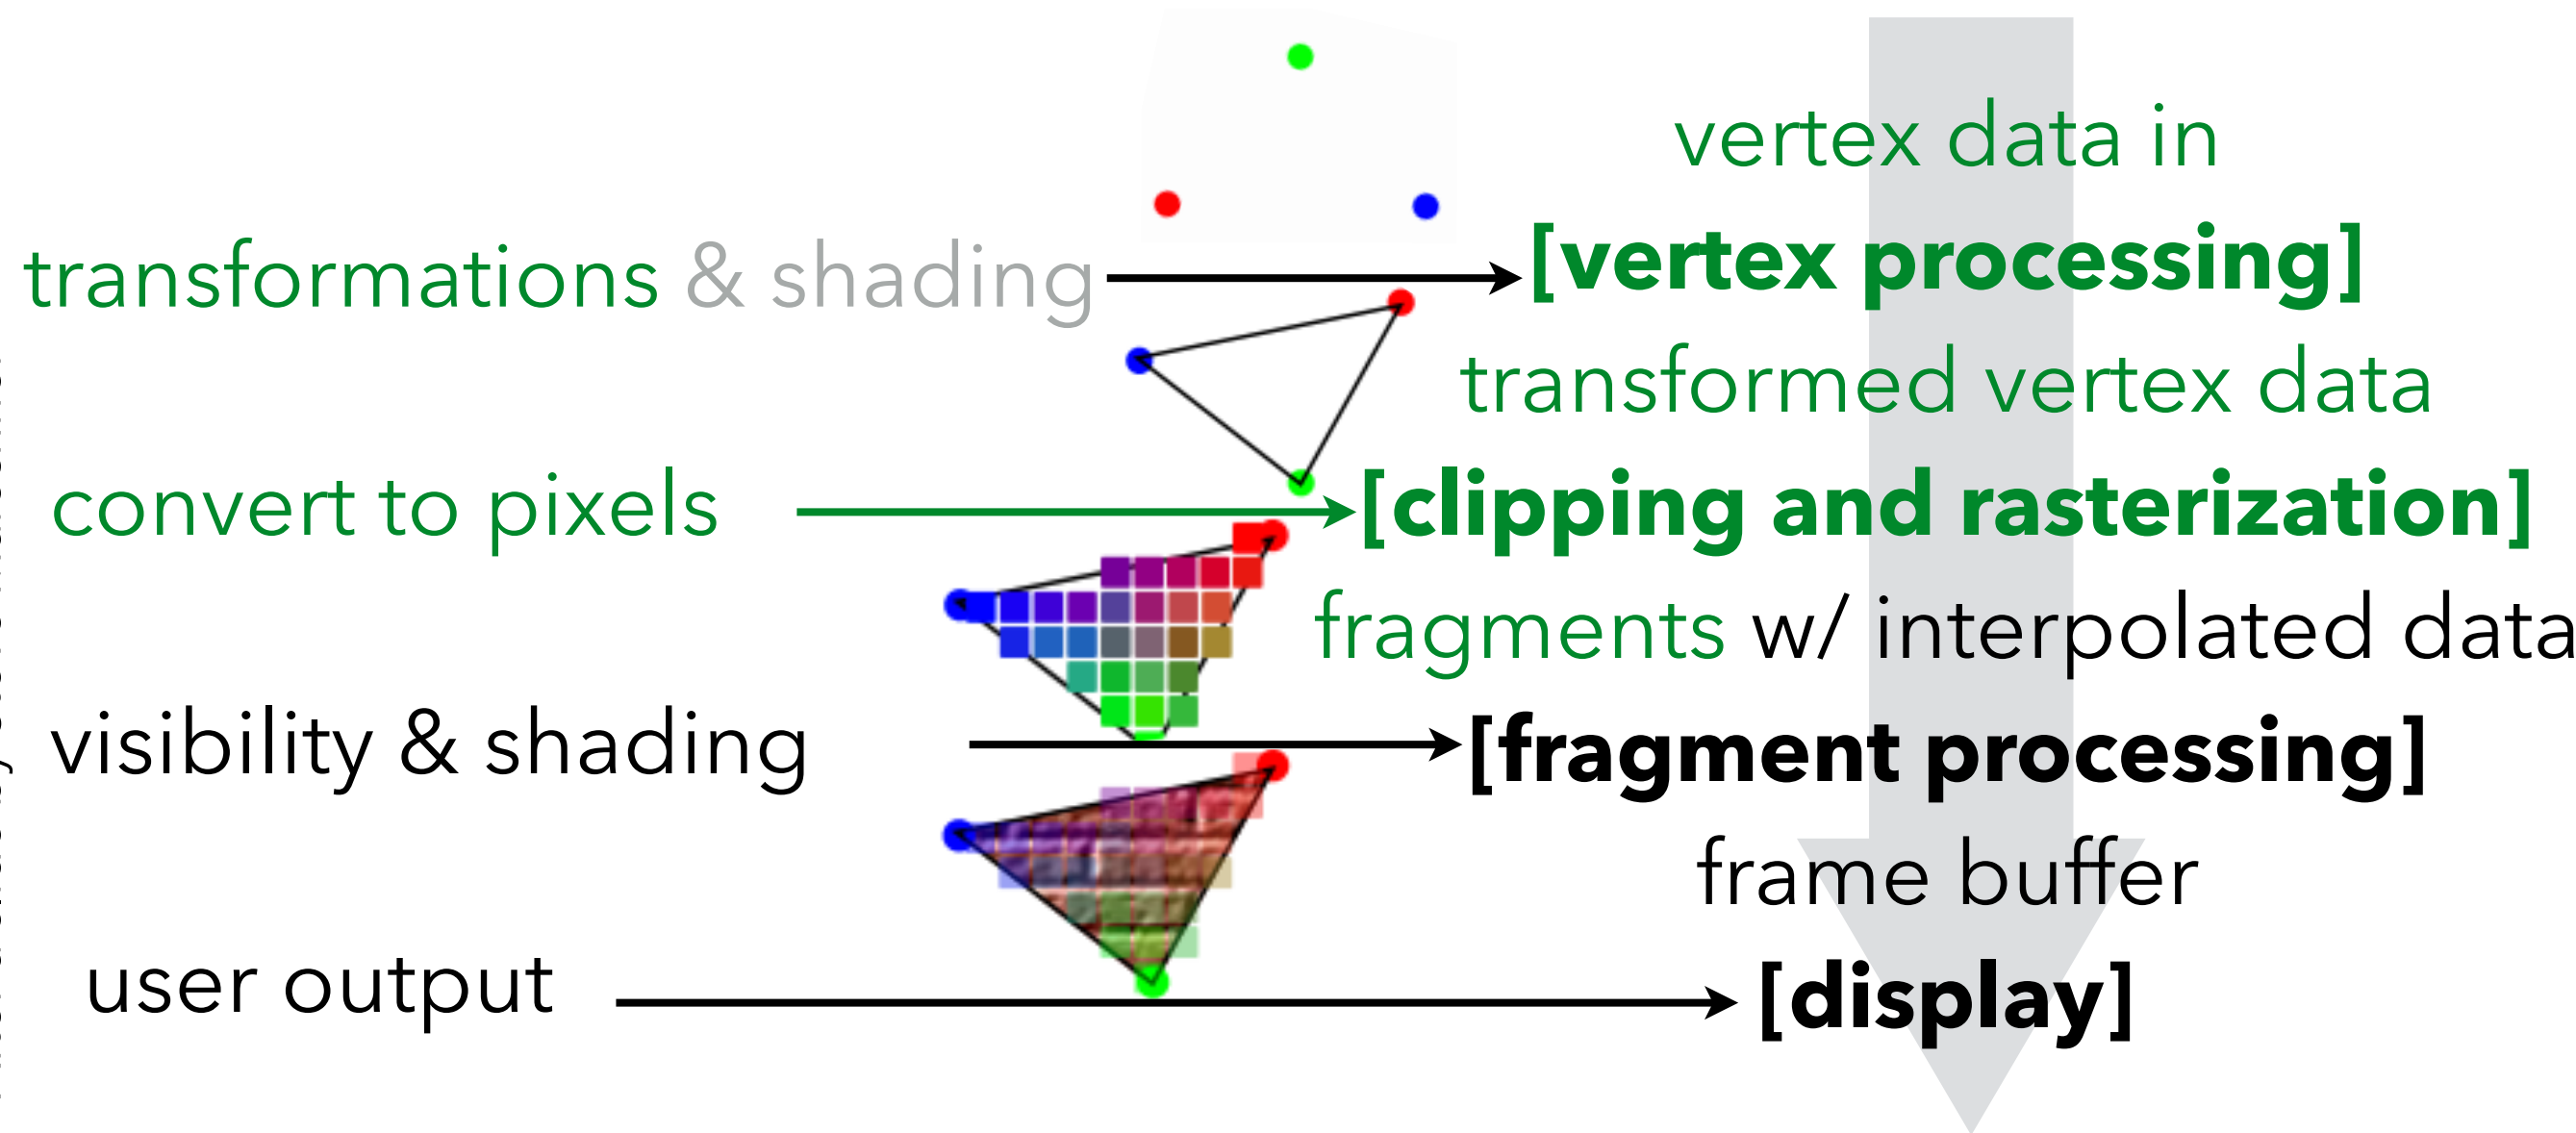 vertex data in
transformations & shading
[vertex processing]
transformed vertex data
convert to pixels
[clipping and rasterization]
fragments w/ interpolated data
visibility & shading
[fragment processing]
frame buffer
user output
[display]